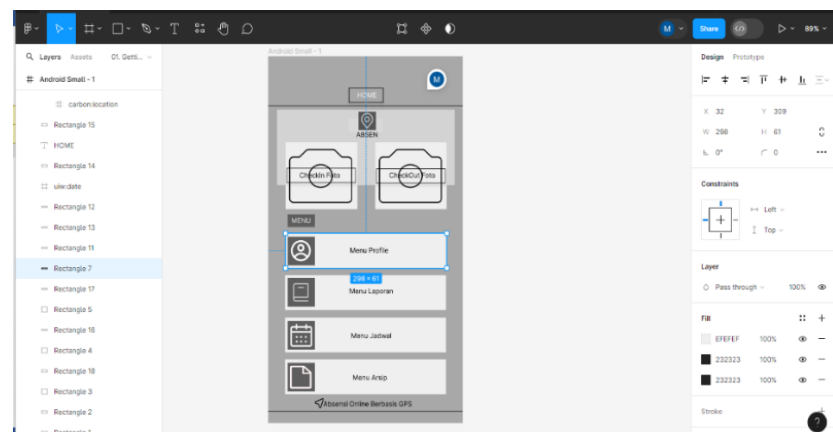 M
Share
89%
Layers
Assets
01. Getti...
Android Small - 1
carbon:location
Rectangle 15
HOME
Rectangle 14
uiw:date
Rectangle 12
Rectangle 13
Rectangle 11
Rectangle 7
Rectangle 17
Rectangle 5
Rectangle 16
Rectangle 4
Rectangle 18
Rectangle 3
Rectangle 2
Rectangle 1
Android Small - 1
M
HOME
ABSEN
CheckIn Foto
CheckOut Foto
MENU
Menu Profile
298 × 61
Menu Laporan
Menu Jadwal
Menu Arsip
Absensi Online Berbasis GPS
Design Prototype
X 32 Y 309
W 298 H 61
0° 0
Constraints
Left
Top
Layer
Pass through 100%
Fill
EFEFEF 100%
232323 100%
232323 100%
Stroke
?